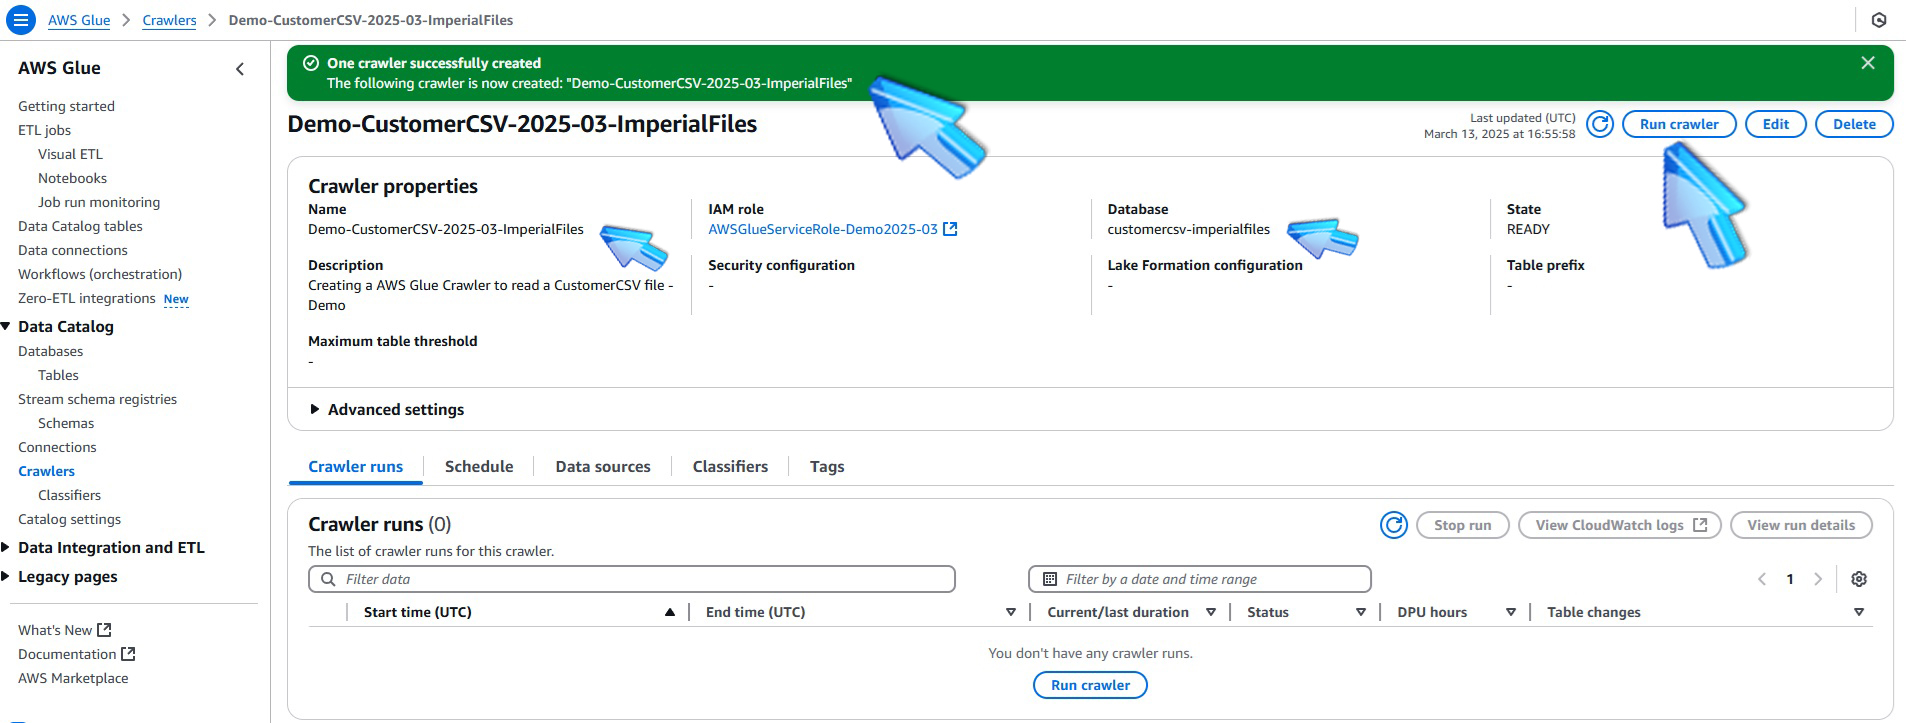 AWS Glue > Crawlers > Demo-CustomerCSV-2025-03-ImperialFiles
AWS Glue
Getting started
ETL jobs
Visual ETL
Notebooks
Job run monitoring
Data Catalog tables
Data connections
Workflows (orchestration)
Zero-ETL integrations New
Data Catalog
Databases
Tables
Stream schema registries
Schemas
Connections
Crawlers
Classifiers
Catalog settings
Data Integration and ETL
Legacy pages
What's New
Documentation
AWS Marketplace
One crawler successfully created
The following crawler is now created: "Demo-CustomerCSV-2025-03-ImperialFiles"
Demo-CustomerCSV-2025-03-ImperialFiles
Last updated (UTC)
March 13, 2025 at 16:55:58
Run crawler
Edit
Delete
Crawler properties
Name
Demo-CustomerCSV-2025-03-ImperialFiles
IAM role
AWSGlueServiceRole-Demo2025-03
Database
customercsv-imperialfiles
State
READY
Description
Creating a AWS Glue Crawler to read a CustomerCSV file -
Demo
Security configuration
-
Lake Formation configuration
-
Table prefix
-
Maximum table threshold
-
Advanced settings
Crawler runs
Schedule
Data sources
Classifiers
Tags
Crawler runs (0)
The list of crawler runs for this crawler.
Stop run
View CloudWatch logs
View run details
Filter data
Filter by a date and time range
1
Start time (UTC)
End time (UTC)
Current/last duration
Status
DPU hours
Table changes
You don't have any crawler runs.
Run crawler